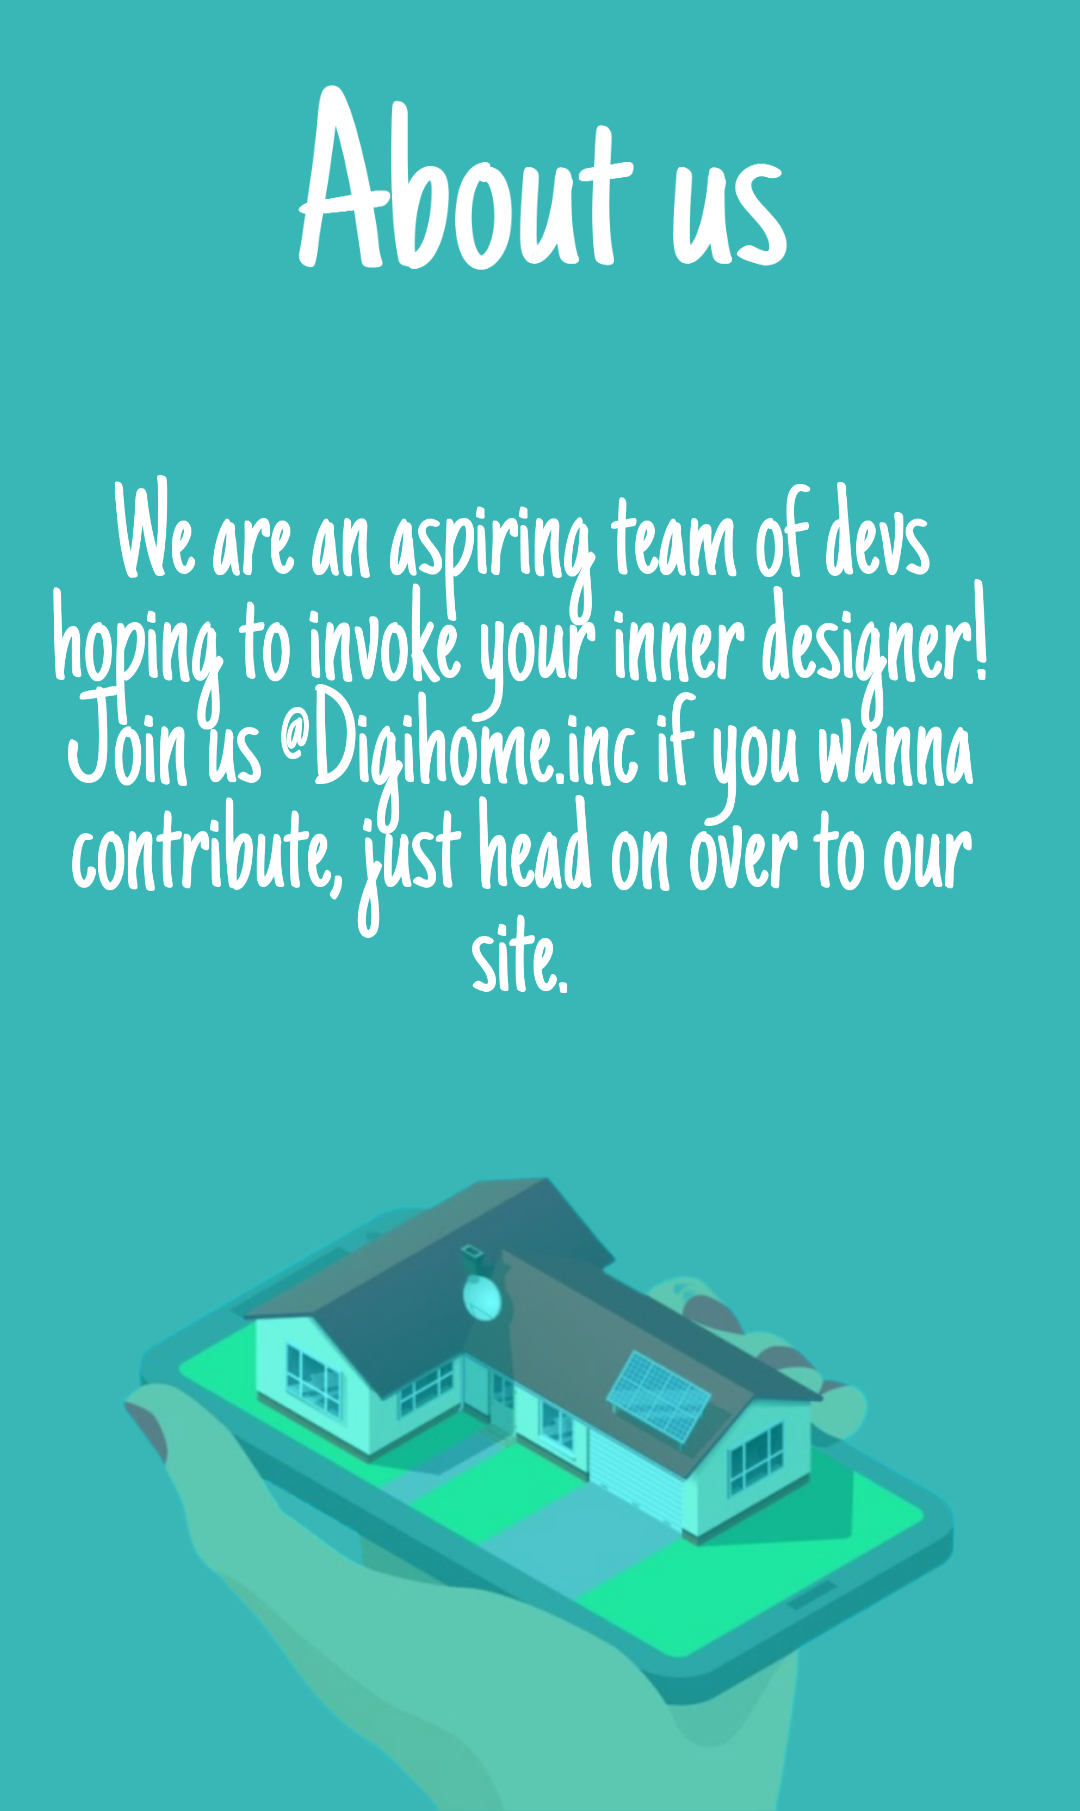 About us
We are an aspiring team of devs
hoping to invoke your inner designer!
Join us @Digihome.inc if you wanna
contribute, just head on over to our
site.